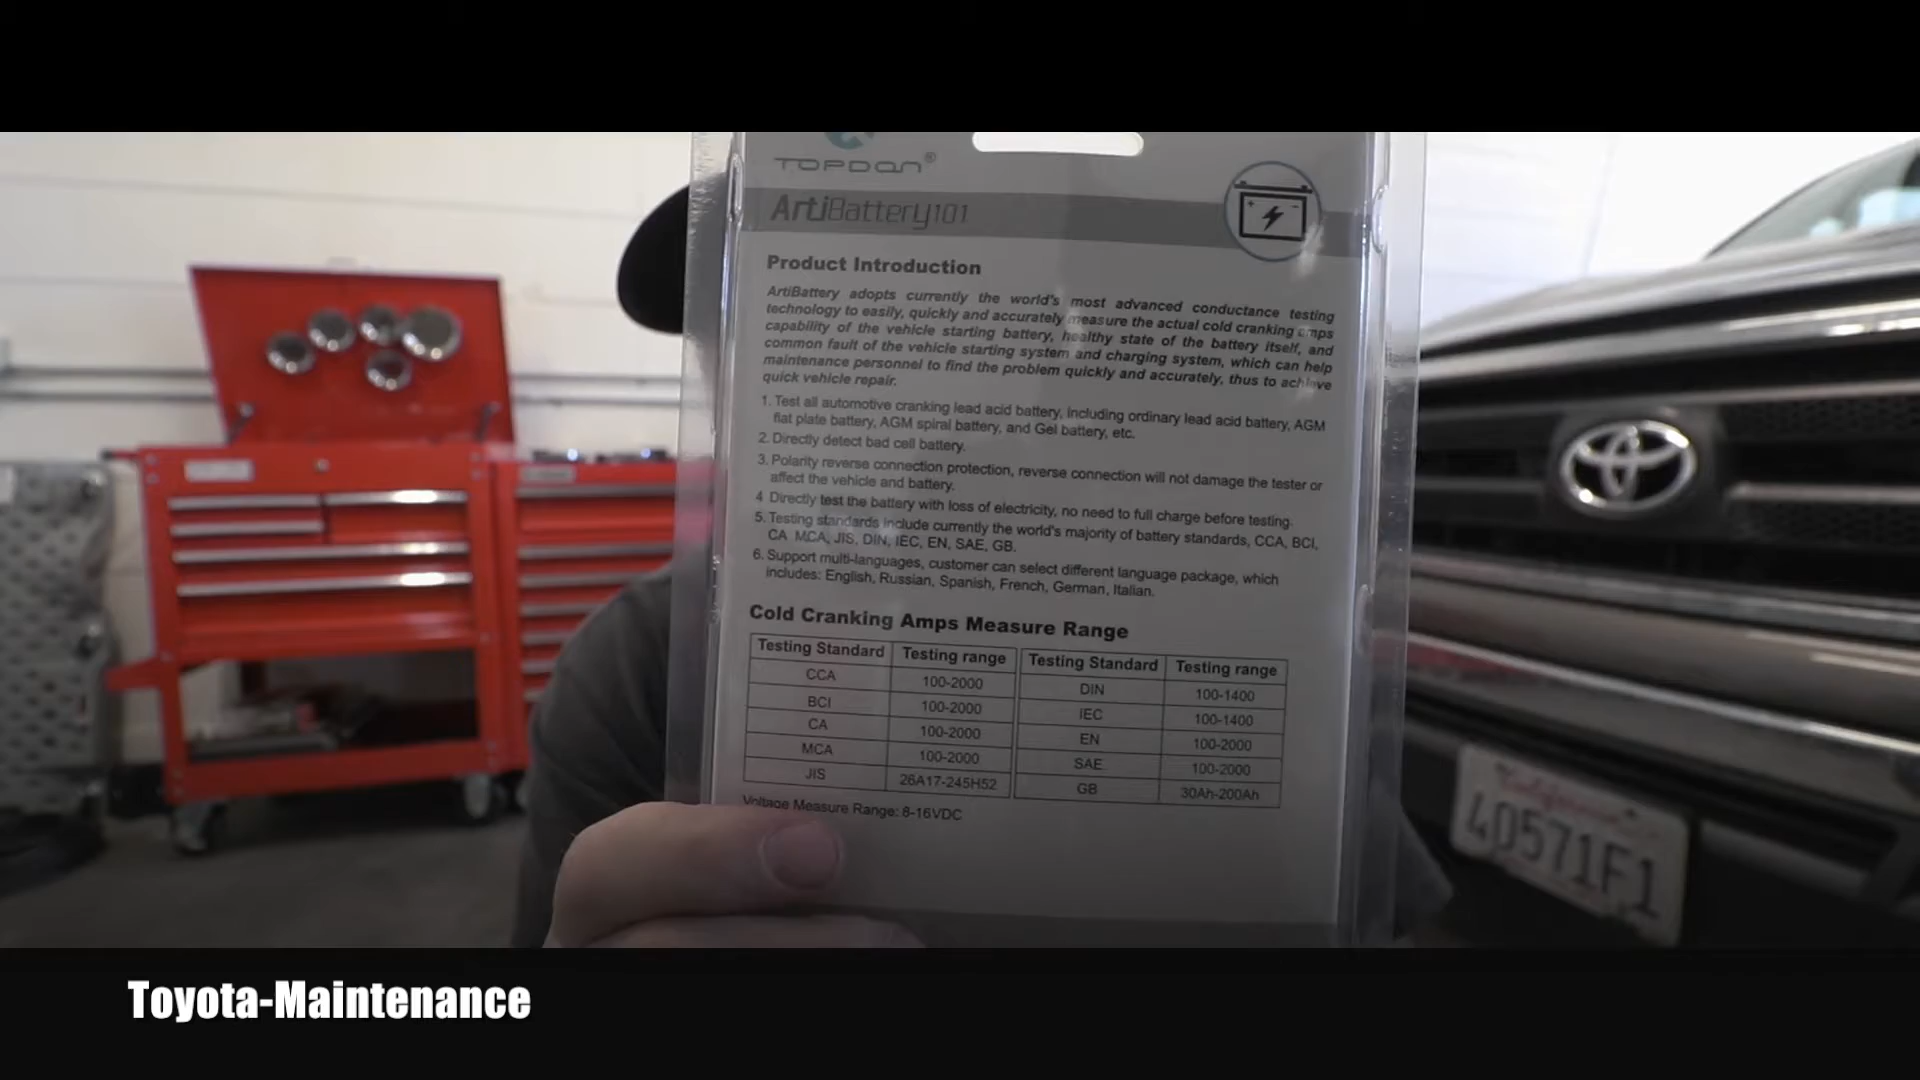 TOPDON®
ArtiBattery101
Product Introduction
ArtiBattery adopts currently the world's most advanced conductance testing
technology to easily, quickly and accurately measure the actual cold cranking amps
capability of the vehicle starting battery, healthy state of the battery itself, and
common fault of the vehicle starting system and charging system, which can help
maintenance personnel to find the problem quickly and accurately, thus to achieve
quick vehicle repair.
1. Test all automotive cranking lead acid battery, including ordinary lead acid battery, AGM
flat plate battery, AGM spiral battery, and Gel battery, etc.
2. Directly detect bad cell battery.
3. Polarity reverse connection protection, reverse connection will not damage the tester or
affect the vehicle and battery.
4 Directly test the battery with loss of electricity, no need to full charge before testing.
5. Testing standards include currently the world's majority of battery standards, CCA, BCI,
CA MCA, JIS, DIN, IEC, EN, SAE, GB.
6. Support multi-languages, customer can select different language package, which
includes: English, Russian, Spanish, French, German, Italian.
Cold Cranking Amps Measure Range
Testing Standard Testing range Testing Standard Testing range
CCA 100-2000 DIN 100-1400
BCI 100-2000 IEC 100-1400
CA 100-2000 EN 100-2000
MCA 100-2000 SAE 100-2000
JIS 26A17-245H52 GB 30Ah-200Ah
Voltage Measure Range: 8-16VDC
California
40571F1
Toyota-Maintenance